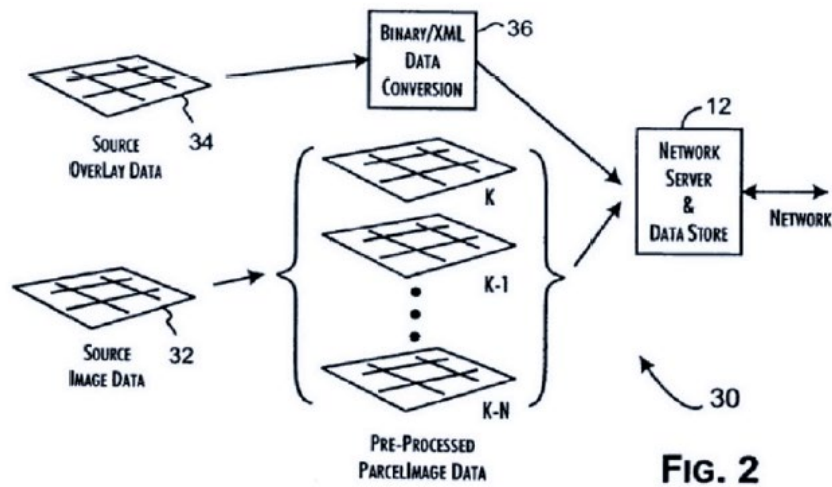 BINARY/XML
DATA
CONVERSION
36
34
SOURCE
OVERLAY DATA
12
NETWORK
SERVER
&
DATA STORE
NETWORK
K
K-1
K-N
32
SOURCE
IMAGE DATA
PRE-PROCESSED
PARCELIMAGE DATA
30
FIG. 2